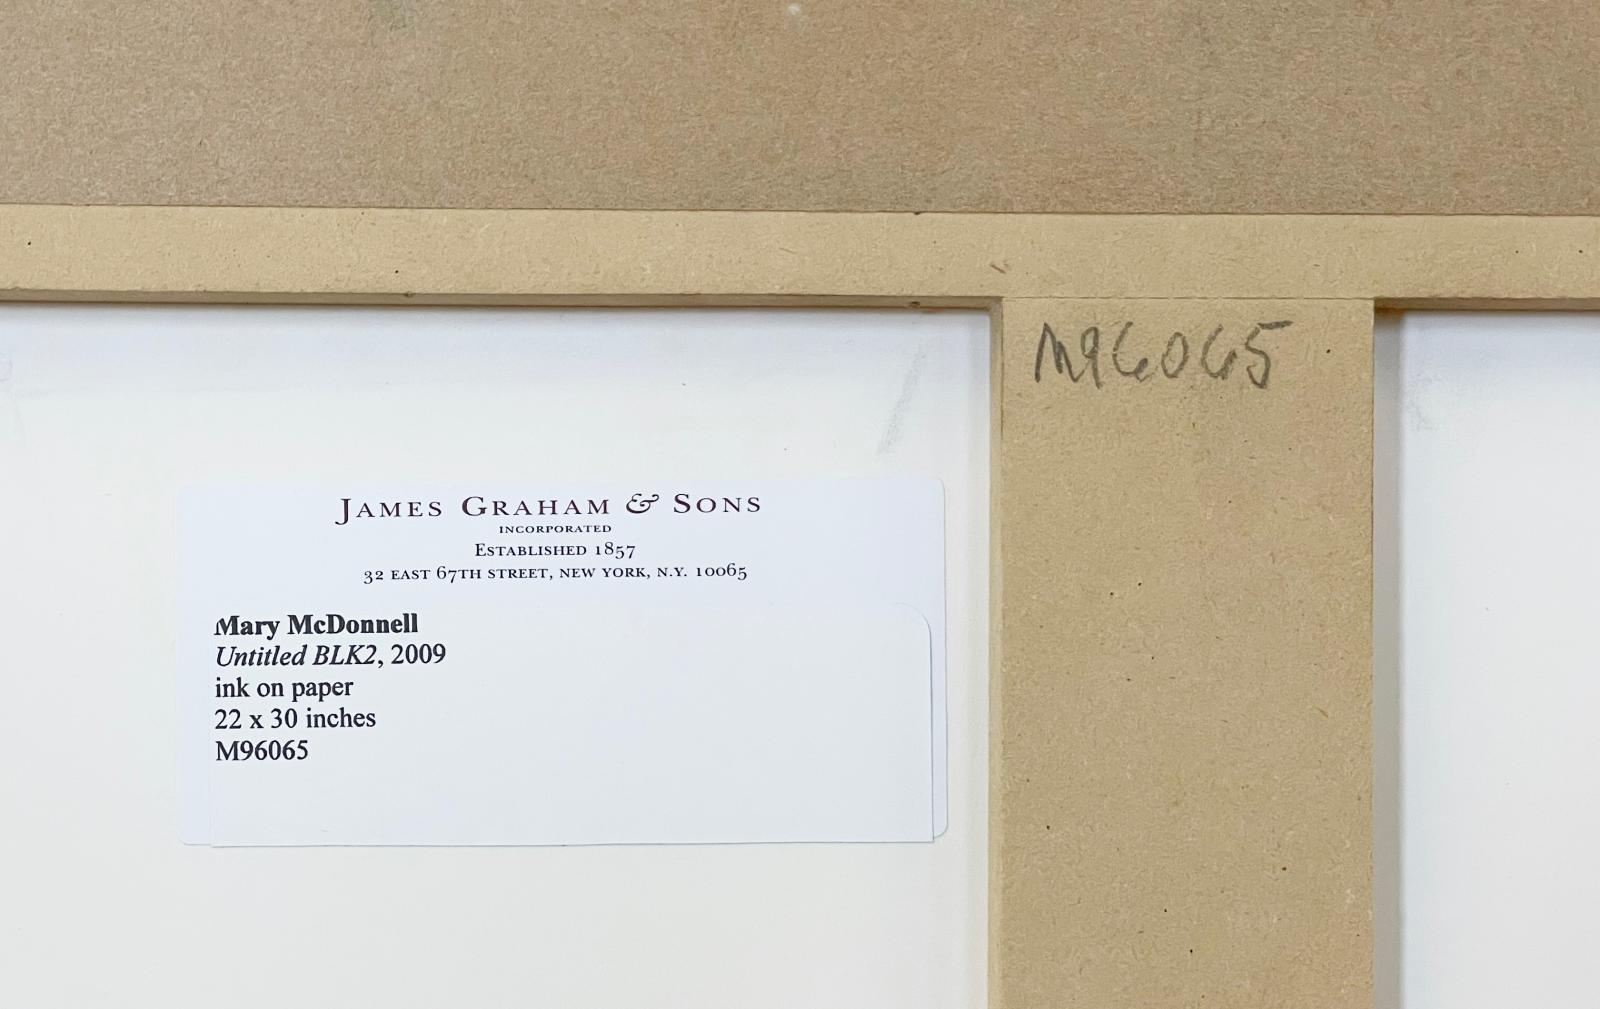 M96065
James Graham & Sons
INCORPORATED
Established 1857
32 EAST 67TH STREET, NEW YORK, N.Y. 10065
Mary McDonnell
Untitled BLK2, 2009
ink on paper
22 x 30 inches
M96065